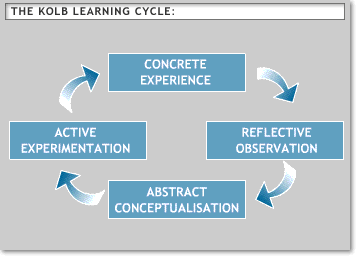 THE KOLB LEARNING CYCLE:
CONCRETE
EXPERIENCE
REFLECTIVE
OBSERVATION
ABSTRACT
CONCEPTUALISATION
ACTIVE
EXPERIMENTATION